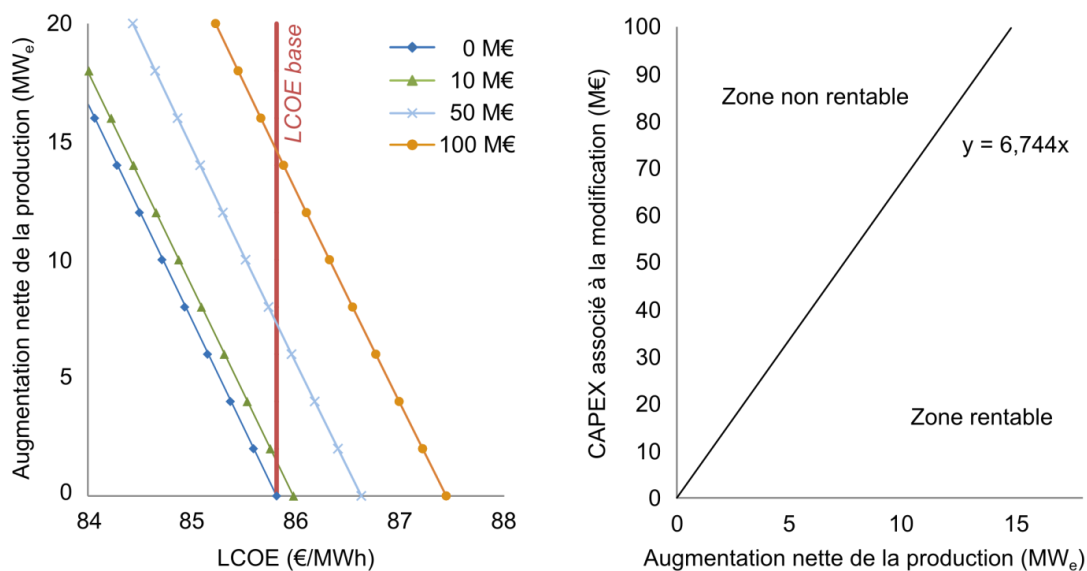 Augmentation nette de la production (MWₑ)
20
15
10
5
0
84
85
86
87
88
LCOE (€/MWh)
LCOE base
0 M€
10 M€
50 M€
100 M€
CAPEX associé à la modification (M€)
100
90
80
70
60
50
40
30
20
10
0
0
5
10
15
Augmentation nette de la production (MWₑ)
Zone non rentable
y = 6,744x
Zone rentable